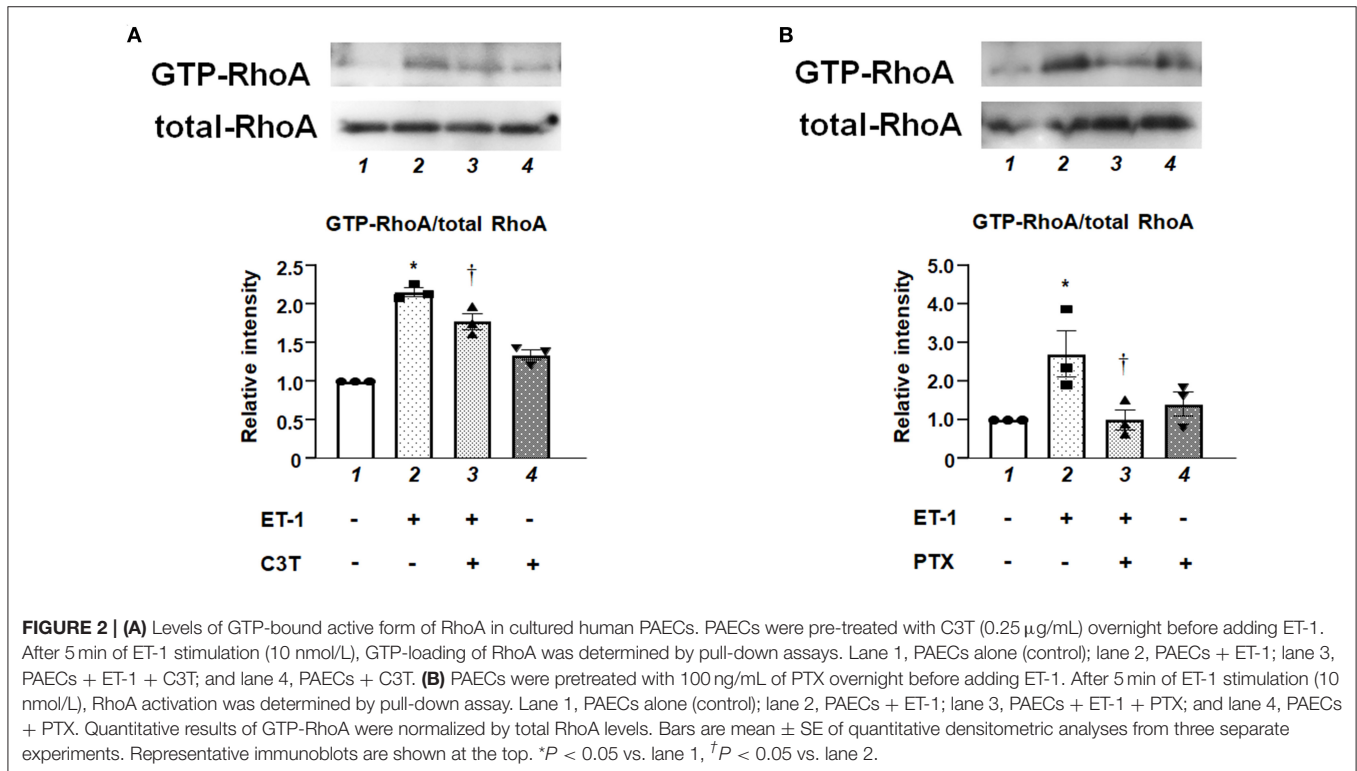 A
GTP-RhoA
total-RhoA
1 2 3 4
GTP-RhoA/total RhoA
Relative intensity
2.5
2.0
1.5
1.0
0.5
0
* †
1 2 3 4
ET-1 - + + -
C3T - - + +
B
GTP-RhoA
total-RhoA
1 2 3 4
GTP-RhoA/total RhoA
Relative intensity
5.0
4.0
3.0
2.0
1.0
0
* †
1 2 3 4
ET-1 - + + -
PTX - - + +
FIGURE 2 | (A) Levels of GTP-bound active form of RhoA in cultured human PAECs. PAECs were pre-treated with C3T (0.25 μg/mL) overnight before adding ET-1.
After 5 min of ET-1 stimulation (10 nmol/L), GTP-loading of RhoA was determined by pull-down assays. Lane 1, PAECs alone (control); lane 2, PAECs + ET-1; lane 3,
PAECs + ET-1 + C3T; and lane 4, PAECs + C3T. (B) PAECs were pretreated with 100 ng/mL of PTX overnight before adding ET-1. After 5 min of ET-1 stimulation (10
nmol/L), RhoA activation was determined by pull-down assay. Lane 1, PAECs alone (control); lane 2, PAECs + ET-1; lane 3, PAECs + ET-1 + PTX; and lane 4, PAECs
+ PTX. Quantitative results of GTP-RhoA were normalized by total RhoA levels. Bars are mean ± SE of quantitative densitometric analyses from three separate
experiments. Representative immunoblots are shown at the top. *P < 0.05 vs. lane 1, †P < 0.05 vs. lane 2.